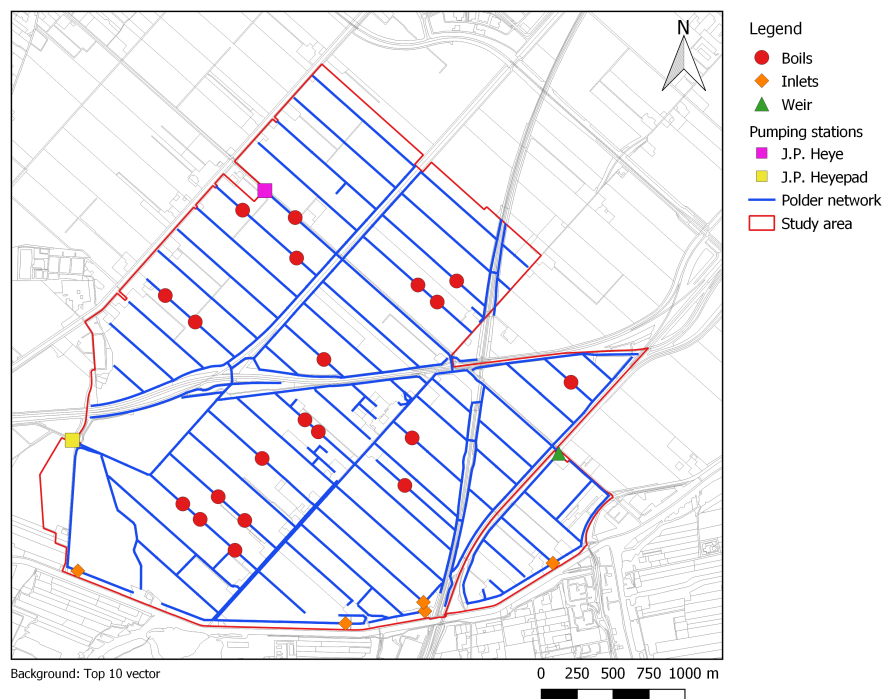 N
Legend
Boils
Inlets
Weir
Pumping stations
J.P. Heye
J.P. Heyepad
Polder network
Study area
Background: Top 10 vector
0 250 500 750 1000 m